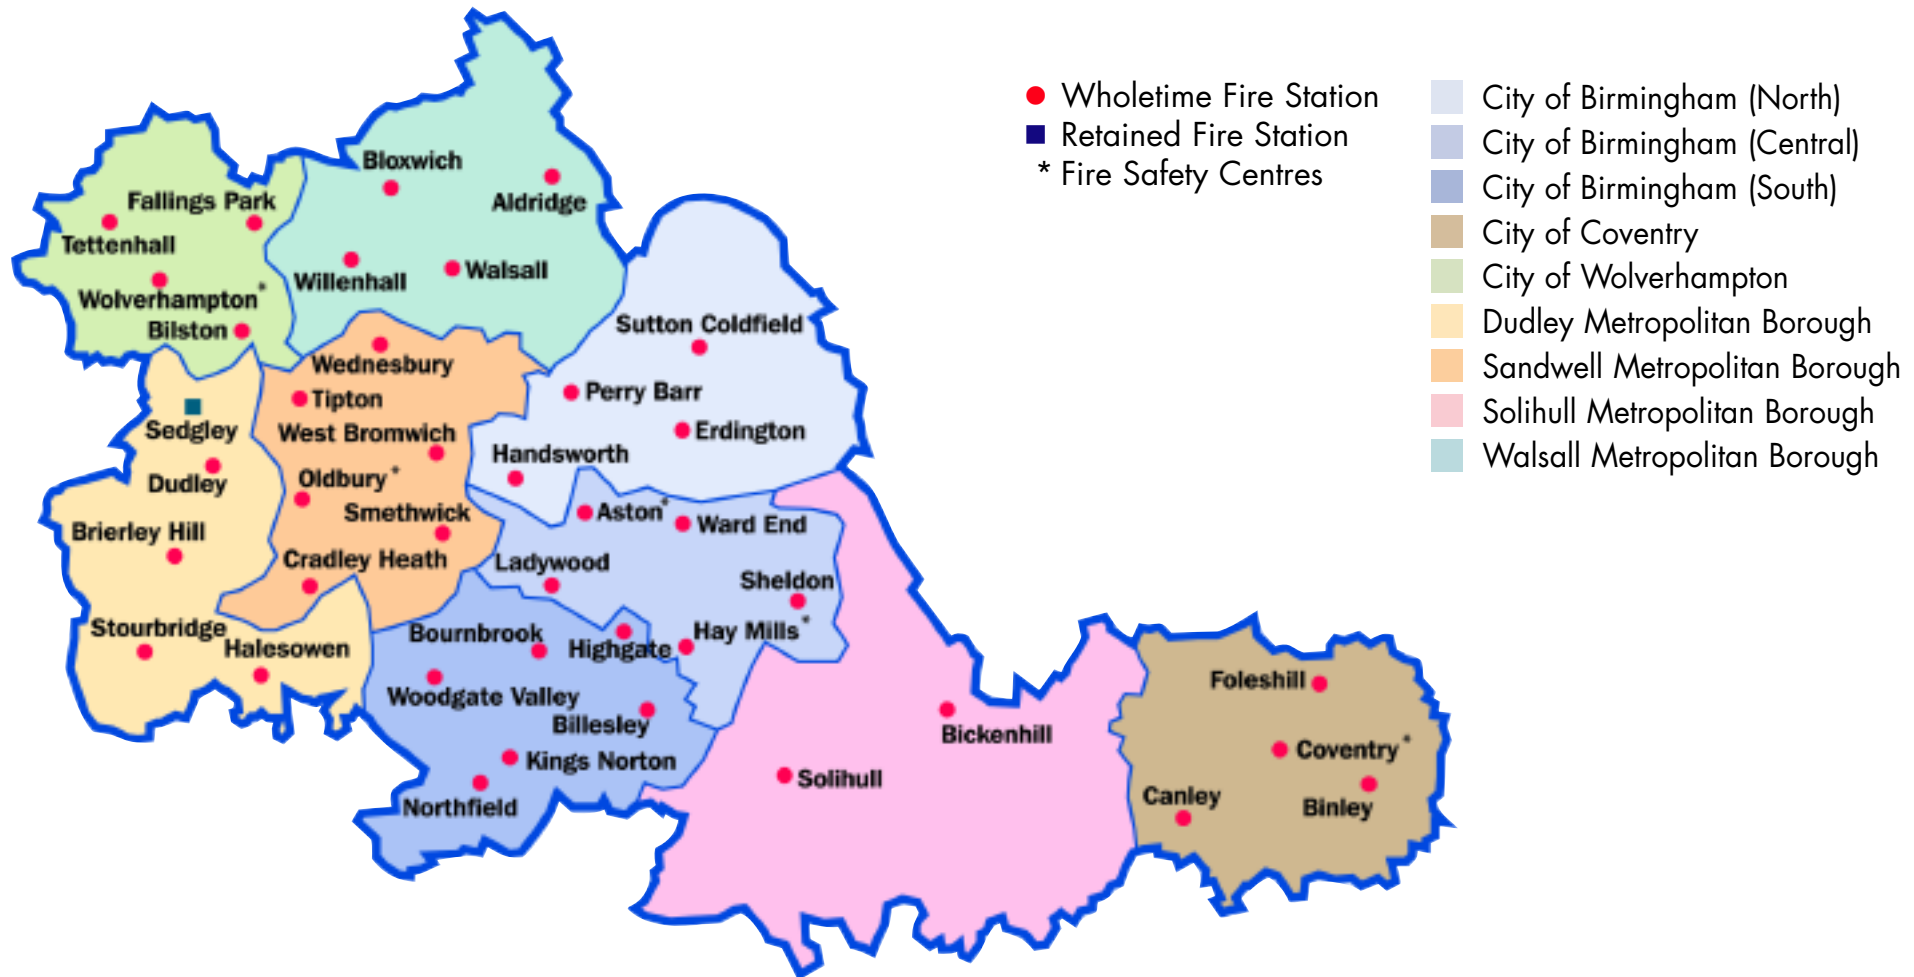 Wholetime Fire Station
Retained Fire Station
* Fire Safety Centres
City of Birmingham (North)
City of Birmingham (Central)
City of Birmingham (South)
City of Coventry
City of Wolverhampton
Dudley Metropolitan Borough
Sandwell Metropolitan Borough
Solihull Metropolitan Borough
Walsall Metropolitan Borough
Bloxwich
Aldridge
Fallings Park
Tettenhall
Willenhall
Walsall
Wolverhampton*
Bilston
Sutton Coldfield
Wednesbury
Perry Barr
Tipton
Sedgley
West Bromwich
Erdington
Handsworth
Dudley
Oldbury*
Smethwick
Aston*
Ward End
Brierley Hill
Cradley Heath
Ladywood
Sheldon
Stourbridge
Halesowen
Bournbrook
Highgate
Hay Mills*
Woodgate Valley
Billesley
Kings Norton
Northfield
Bickenhill
Solihull
Foleshill
Coventry*
Canley
Binley